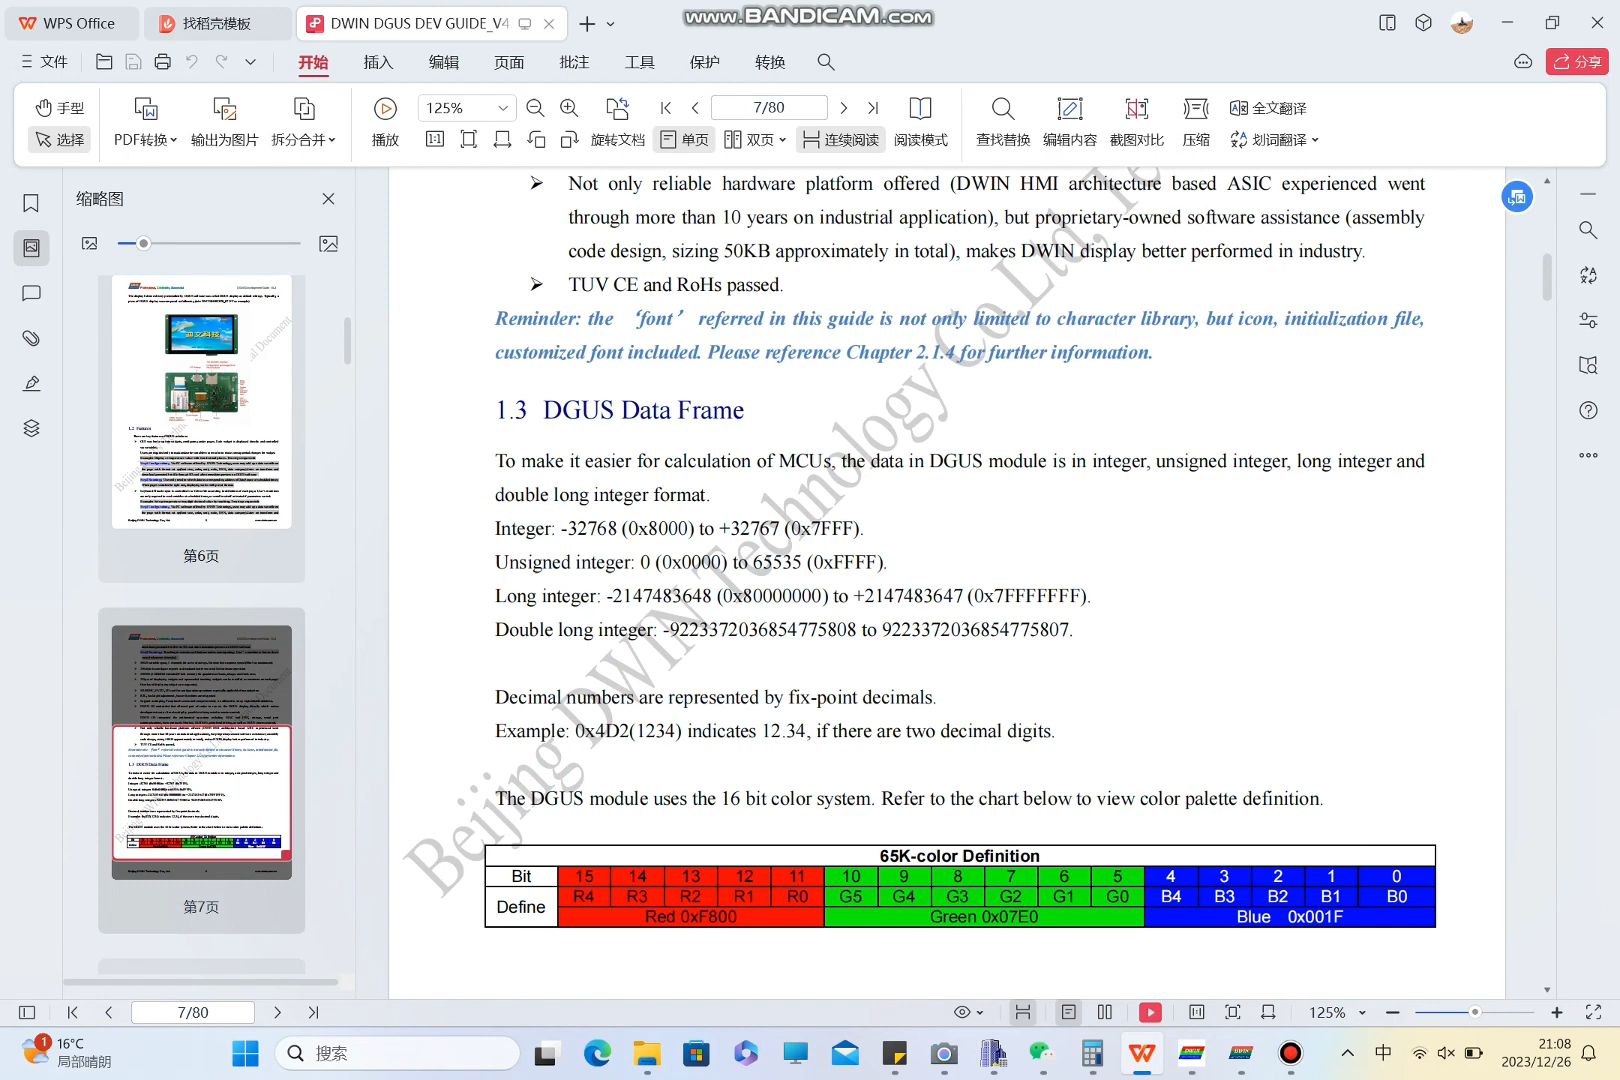 WPS Office
找稻壳模板
DWIN DGUS DEV GUIDE_V4
www.BANDICAM.com
文件
开始
插入
编辑
页面
批注
工具
保护
转换
分享
手型
选择
PDF转换
输出为图片
拆分合并
播放
125%
旋转文档
7/80
单页
双页
连续阅读
阅读模式
查找替换
编辑内容
截图对比
压缩
全文翻译
划词翻译
缩略图
第6页
第7页
Not only reliable hardware platform offered (DWIN HMI architecture based ASIC experienced went
through more than 10 years on industrial application), but proprietary-owned software assistance (assembly
code design, sizing 50KB approximately in total), makes DWIN display better performed in industry.
TUV CE and RoHs passed.
Reminder: the ‘font’ referred in this guide is not only limited to character library, but icon, initialization file,
customized font included. Please reference Chapter 2.1.4 for further information.
1.3 DGUS Data Frame
To make it easier for calculation of MCUs, the data in DGUS module is in integer, unsigned integer, long integer and
double long integer format.
Integer: -32768 (0x8000) to +32767 (0x7FFF).
Unsigned integer: 0 (0x0000) to 65535 (0xFFFF).
Long integer: -2147483648 (0x80000000) to +2147483647 (0x7FFFFFFF).
Double long integer: -9223372036854775808 to 9223372036854775807.
Decimal numbers are represented by fix-point decimals.
Example: 0x4D2(1234) indicates 12.34, if there are two decimal digits.
The DGUS module uses the 16 bit color system. Refer to the chart below to view color palette definition.
Beijing DWIN Technology Co.Ltd, Te
65K-color Definition
Bit 15 14 13 12 11 10 9 8 7 6 5 4 3 2 1 0
Define R4 R3 R2 R1 R0 G5 G4 G3 G2 G1 G0 B4 B3 B2 B1 B0
Red 0xF800 Green 0x07E0 Blue 0x001F
7/80
125%
1
16°C
局部晴朗
搜索
中
21:08
2023/12/26